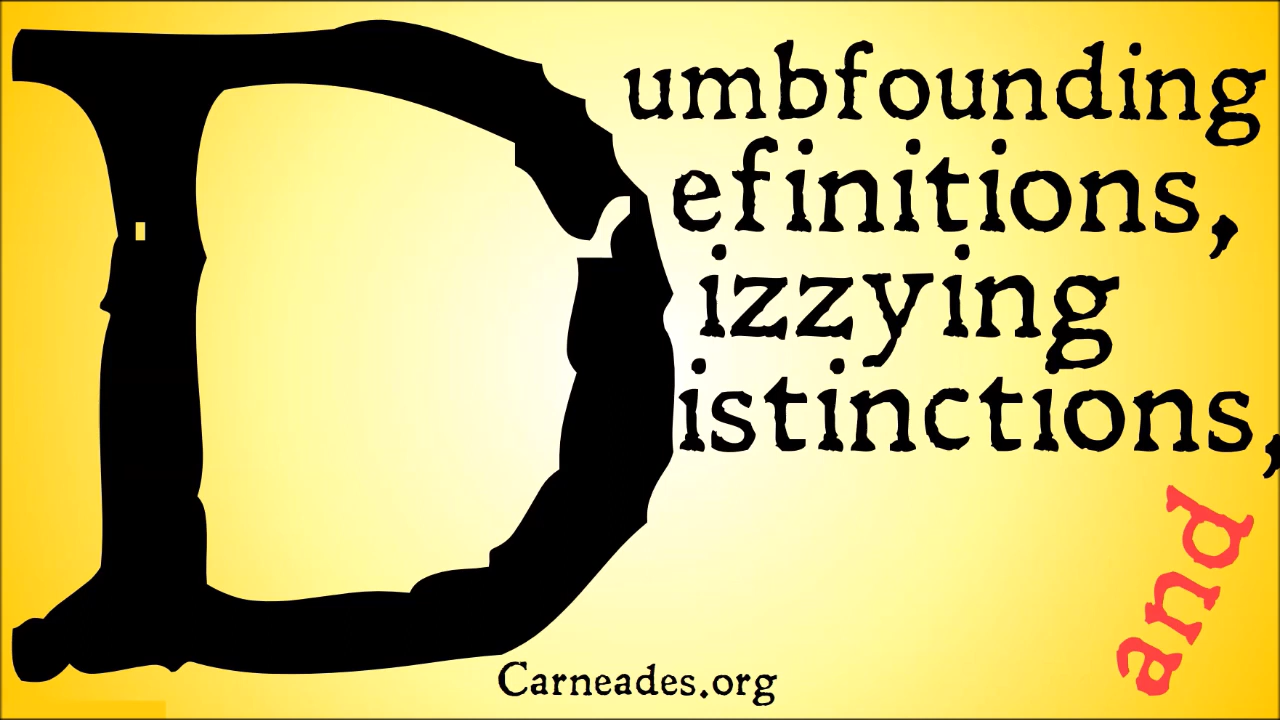 D
umbfounding
efinitions,
izzying
istinctions,
and
Carneades.org